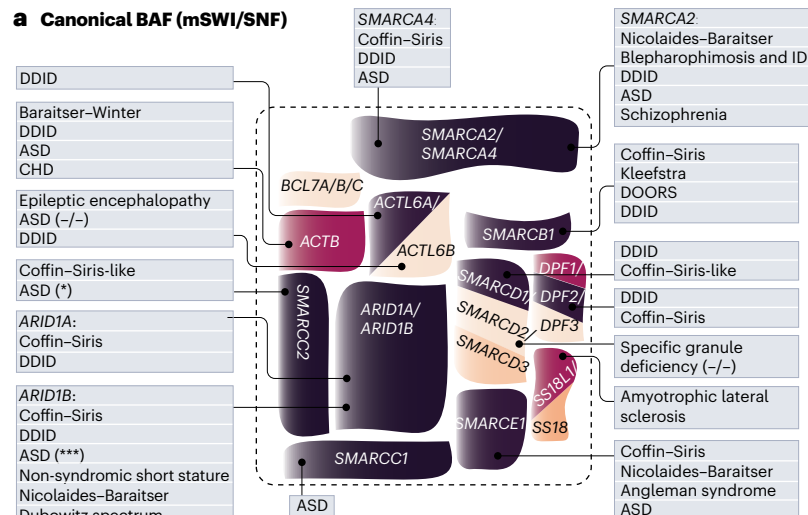 a Canonical BAF (mSWI/SNF)
SMARCA4:
Coffin–Siris
DDID
ASD
SMARCA2:
Nicolaides–Baraitser
Blepharophimosis and ID
DDID
ASD
Schizophrenia
DDID
Baraitser–Winter
DDID
ASD
CHD
Epileptic encephalopathy
ASD (–/–)
DDID
Coffin–Siris-like
ASD (*)
ARID1A:
Coffin–Siris
DDID
ARID1B:
Coffin–Siris
DDID
ASD (***)
Non-syndromic short stature
Nicolaides–Baraitser
Dubowitz spectrum
SMARCA2/
SMARCA4
BCL7A/B/C
ACTL6A/
ACTL6B
ACTB
SMARCB1
SMARCD1/
SMARCD2/
SMARCD3
DPF1/
DPF2/
DPF3
SMARCC2
ARID1A/
ARID1B
SS18L1/
SS18
SMARCE1
SMARCC1
ASD
Coffin–Siris
Kleefstra
DOORS
DDID
DDID
Coffin–Siris-like
DDID
Coffin–Siris
Specific granule
deficiency (–/–)
Amyotrophic lateral
sclerosis
Coffin–Siris
Nicolaides–Baraitser
Angleman syndrome
ASD